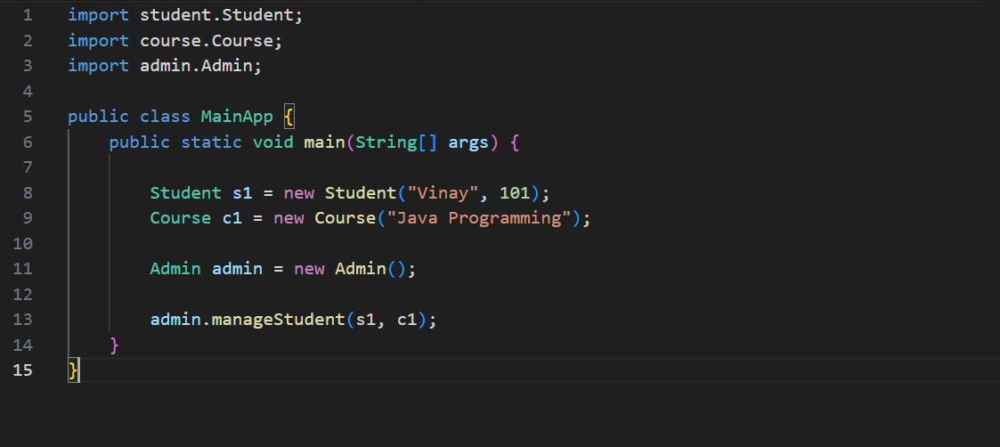 1 import student.Student;
2 import course.Course;
3 import admin.Admin;
4
5 public class MainApp {
6     public static void main(String[] args) {
7
8         Student s1 = new Student("Vinay", 101);
9         Course c1 = new Course("Java Programming");
10
11         Admin admin = new Admin();
12
13         admin.manageStudent(s1, c1);
14     }
15 }